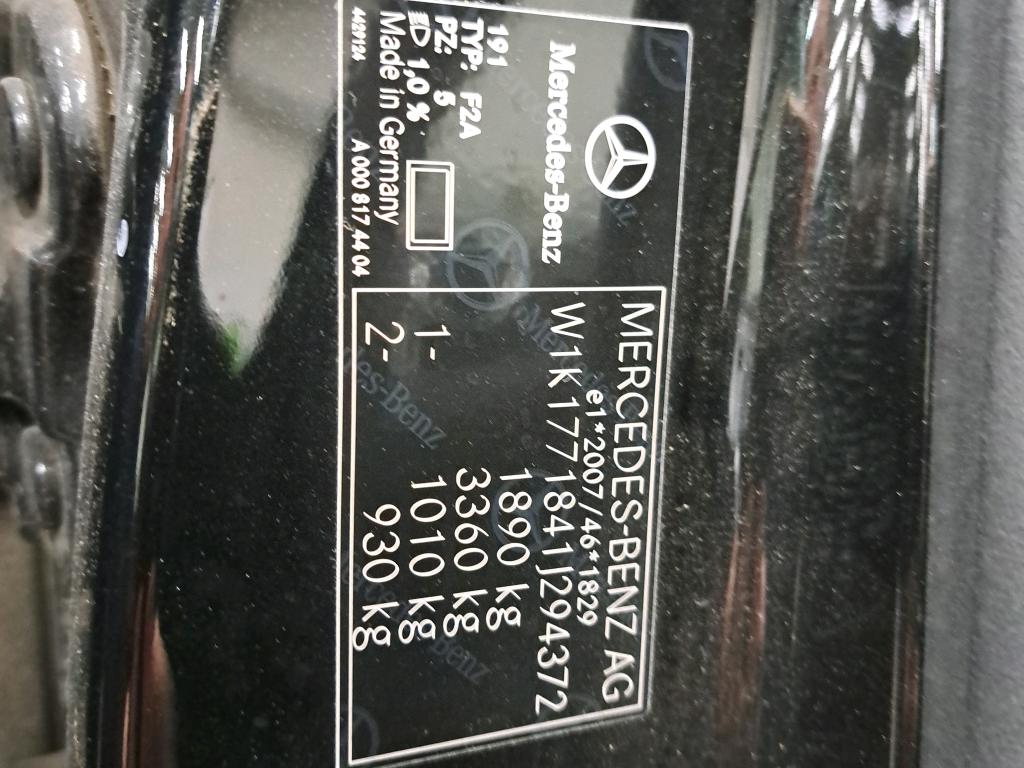 Mercedes-Benz
191
TYP: F2A
PZ: 5
1,0 %
Made in Germany
4429124 A 000 817 44 04
MERCEDES-BENZ AG
e1*2007/46*1829
W1K1771841J294372
1890 kg
3360 kg
1- 1010 kg
2- 930 kg